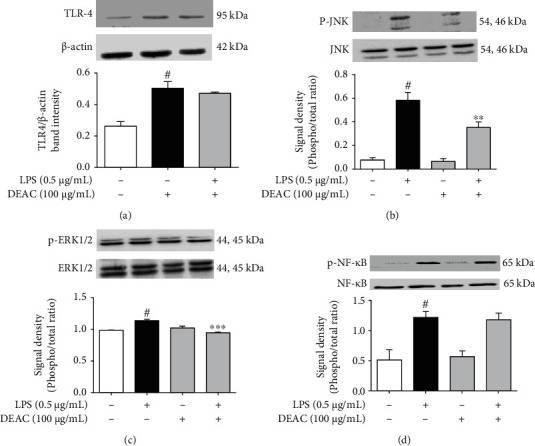 TLR-4 95 kDa
β-actin 42 kDa
TLR4/β-actin
band intensity
0.6
0.4
0.2
0.0
#
LPS (0.5 µg/mL) – – +
DEAC (100 µg/mL) – + +
(a)
P-JNK 54, 46 kDa
JNK 54, 46 kDa
Signal density
(Phospho/total ratio)
0.8
0.6
0.4
0.2
0.0
#
**
LPS (0.5 µg/mL) – + – +
DEAC (100 µg/mL) – – + +
(b)
p-ERK1/2 44, 45 kDa
ERK1/2 44, 45 kDa
Signal density
(Phospho/total ratio)
1.5
1.0
0.5
0.0
#
***
LPS (0.5 µg/mL) – + – +
DEAC (100 µg/mL) – – + +
(c)
p-NF-κB 65 kDa
NF-κB 65 kDa
Signal density
(Phospho/total ratio)
1.5
1.0
0.5
0.0
#
LPS (0.5 µg/mL) – + – +
DEAC (100 µg/mL) – – + +
(d)